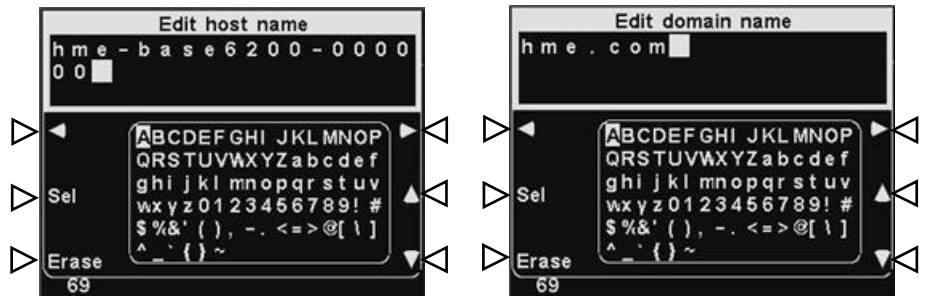 Edit host name
hme-base6200-0000
00
ABCDEFGHIJKLMNOP
QRSTUVWXYZabcdef
ghijklmnopqrstuv
wxyz0123456789!#
$%&'(),-.<=>@[\]
^_`{}~
Sel
Erase
69
Edit domain name
hme.com
ABCDEFGHIJKLMNOP
QRSTUVWXYZabcdef
ghijklmnopqrstuv
wxyz0123456789!#
$%&'(),-.<=>@[\]
^_`{}~
Sel
Erase
69